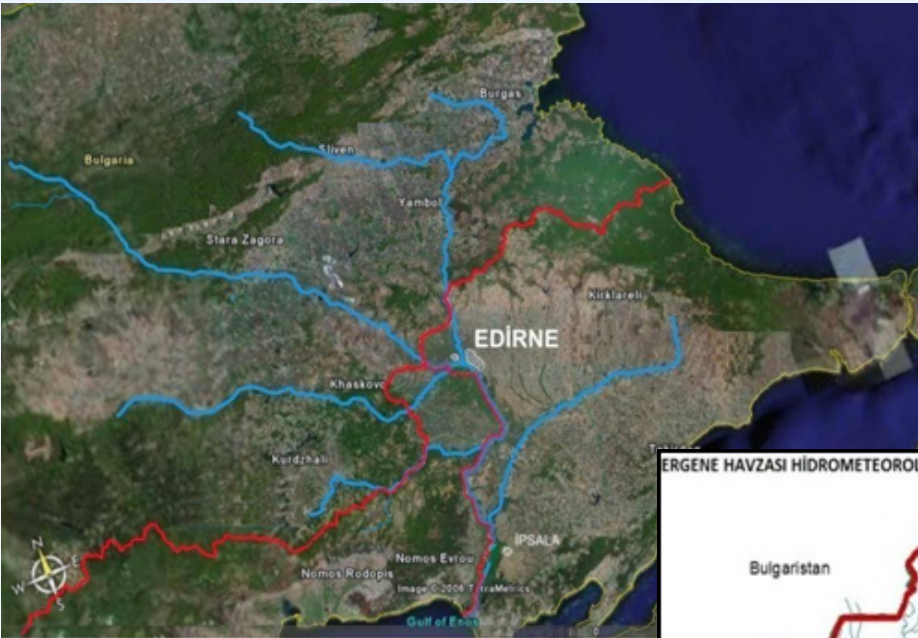 Burgas
Sliven
Bulgaria
Yambol
Stara Zagora
Kirklareli
EDİRNE
Khaskovo
Kurdzhali
ERGENE HAVZASI HİDROMETEOROL
N
E
W
S
İPSALA
Nomos Evrou
Nomos Rodopis
Bulgaristan
Image © 2006 TerraMetrics
Gulf of Enos